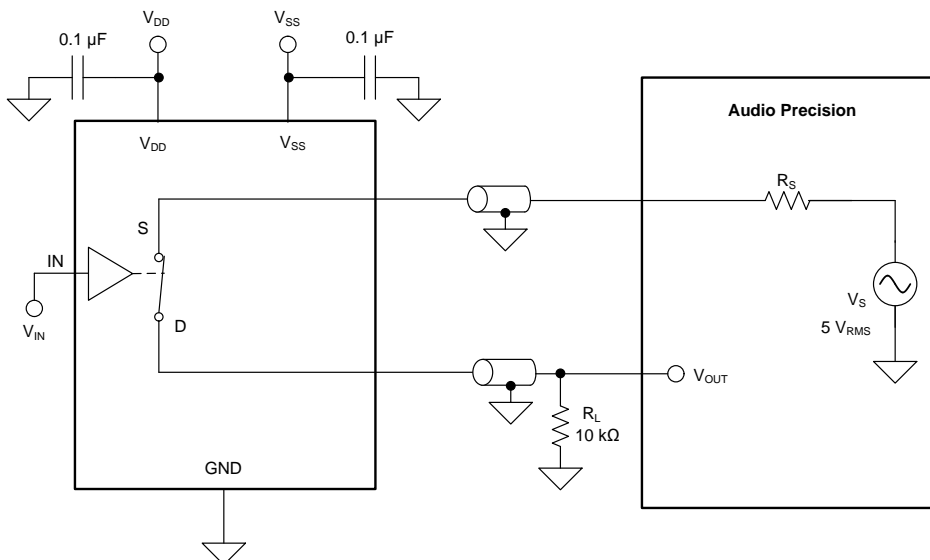 V_DD
V_SS
0.1 µF
0.1 µF
V_DD
V_SS
Audio Precision
R_S
S
IN
V_S
D
V_IN
5 V_RMS
V_OUT
R_L
10 kΩ
GND